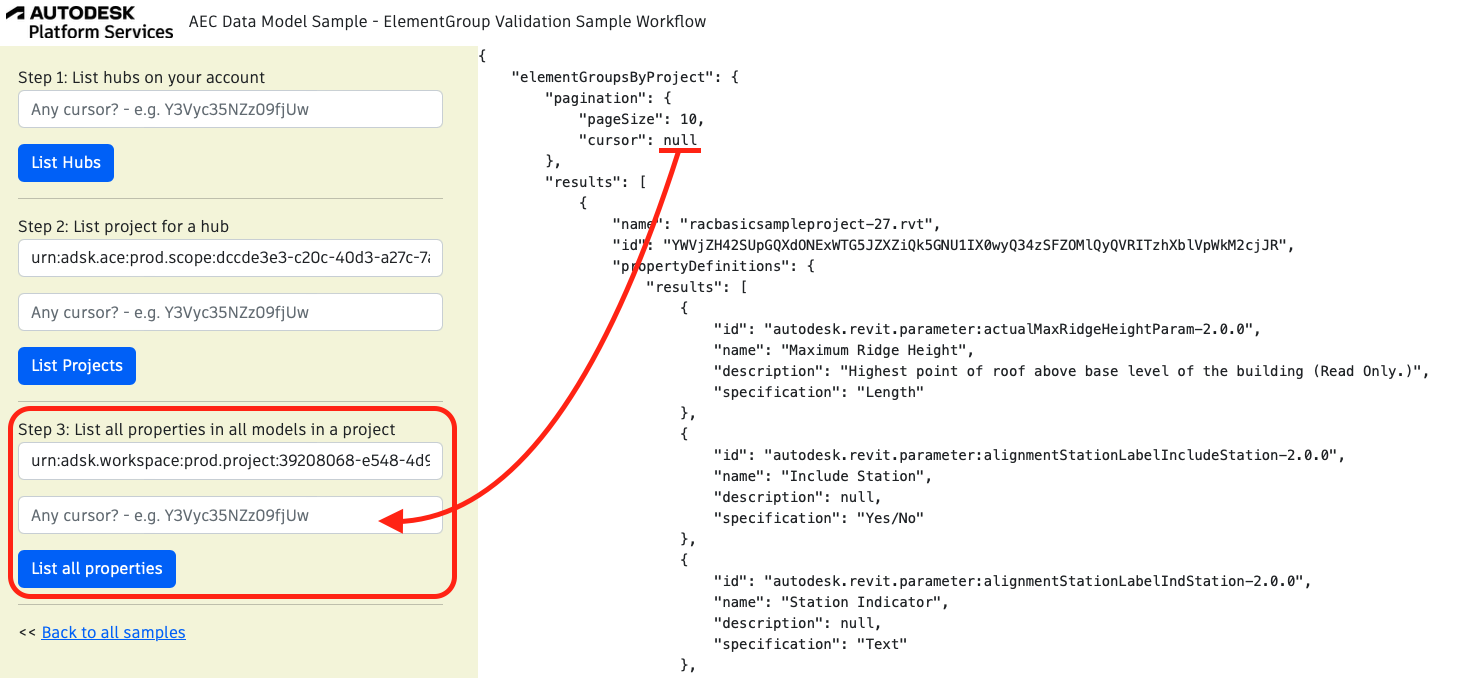 AUTODESK
Platform Services
AEC Data Model Sample - ElementGroup Validation Sample Workflow
Step 1: List hubs on your account
Any cursor? - e.g. Y3Vyc35NZz09fjUw
List Hubs
Step 2: List project for a hub
urn:adsk.ace:prod.scope:dccde3e3-c20c-40d3-a27c-7a
Any cursor? - e.g. Y3Vyc35NZz09fjUw
List Projects
Step 3: List all properties in all models in a project
urn:adsk.workspace:prod.project:39208068-e548-4d9
Any cursor? - e.g. Y3Vyc35NZz09fjUw
List all properties
<< Back to all samples
{
"elementGroupsByProject": {
"pagination": {
"pageSize": 10,
"cursor": null
},
"results": [
{
"name": "racbasicsampleproject-27.rvt",
"id": "YWVjZH42SUpGQXdONExWTG5JZXZiQk5GNU1IX0wyQ34zSFZOMlQyQVRITzhXblVpWkM2cjJR",
"propertyDefinitions": {
"results": [
{
"id": "autodesk.revit.parameter:actualMaxRidgeHeightParam-2.0.0",
"name": "Maximum Ridge Height",
"description": "Highest point of roof above base level of the building (Read Only.)",
"specification": "Length"
},
{
"id": "autodesk.revit.parameter:alignmentStationLabelIncludeStation-2.0.0",
"name": "Include Station",
"description": null,
"specification": "Yes/No"
},
{
"id": "autodesk.revit.parameter:alignmentStationLabelIndStation-2.0.0",
"name": "Station Indicator",
"description": null,
"specification": "Text"
},